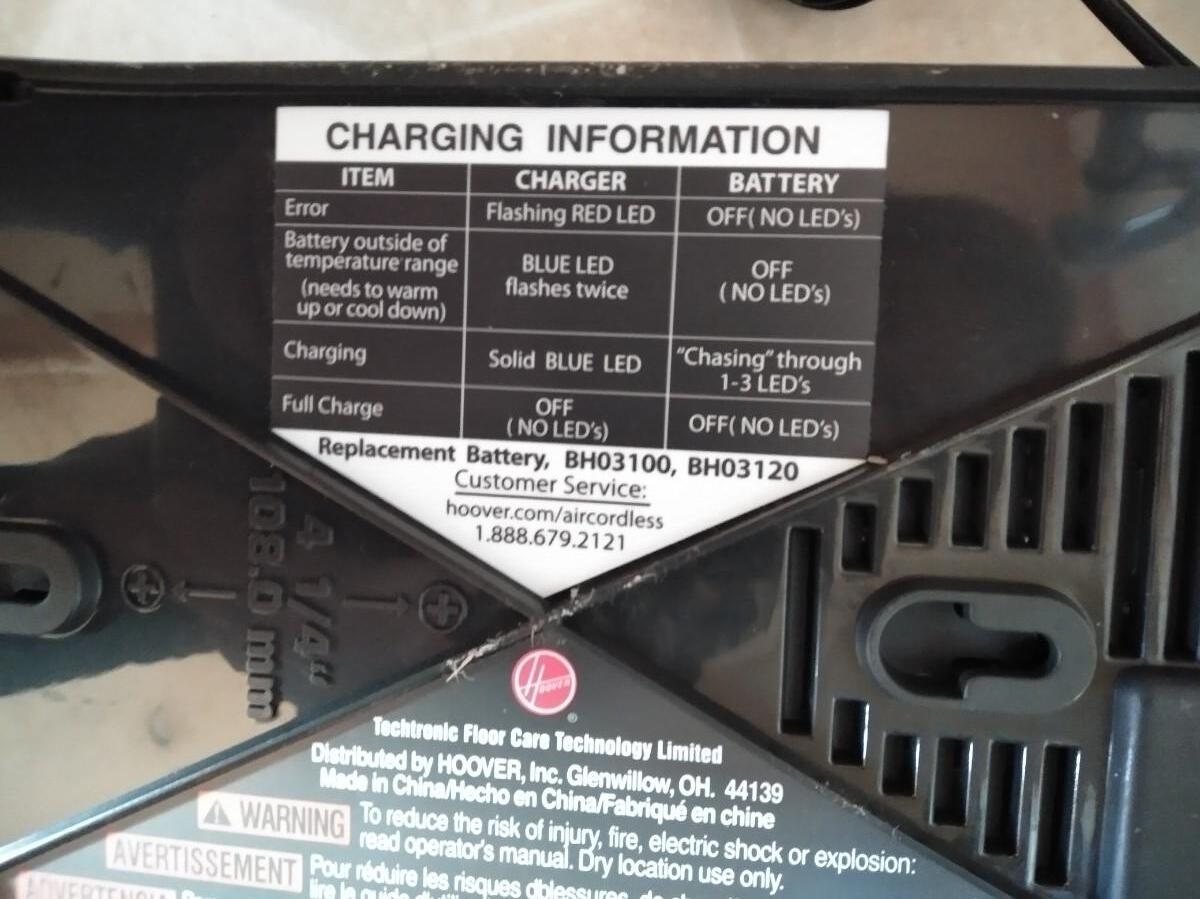 CHARGING INFORMATION
ITEM CHARGER BATTERY
Error Flashing RED LED OFF( NO LED's)
Battery outside of
temperature range
(needs to warm
up or cool down)
BLUE LED
flashes twice
OFF
( NO LED's)
Charging Solid BLUE LED
"Chasing" through
1-3 LED's
Full Charge
OFF
( NO LED's)
OFF( NO LED's)
Replacement Battery, BH03100, BH03120
Customer Service:
hoover.com/aircordless
1.888.679.2121
4 1/4"
108.0 mm
H HOOVER ®
Techtronic Floor Care Technology Limited
Distributed by HOOVER, Inc. Glenwillow, OH. 44139
Made in China/Hecho en China/Fabriqué en chine
WARNING To reduce the risk of injury, fire, electric shock or explosion:
read operator's manual. Dry location use only.
AVERTISSEMENT Pour réduire les risques dblessures, de
lire le guide